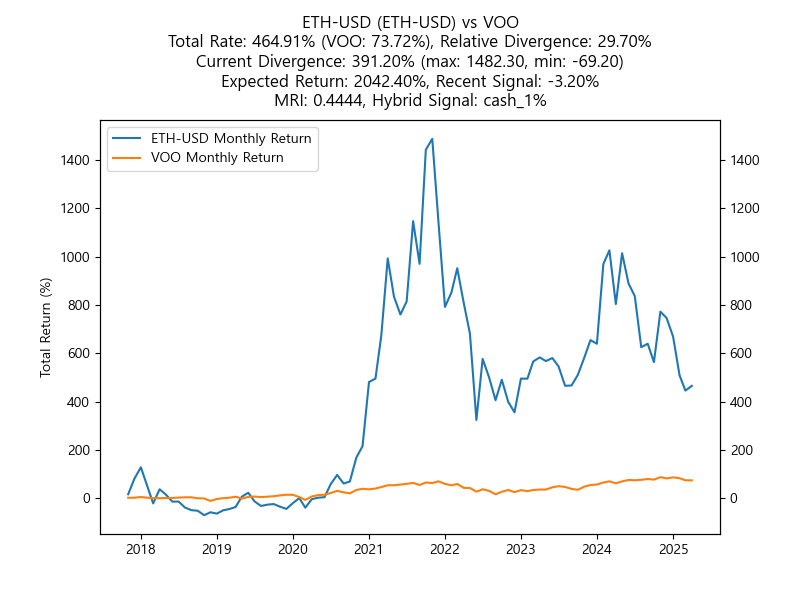 ETH-USD (ETH-USD) vs VOO
Total Rate: 464.91% (VOO: 73.72%), Relative Divergence: 29.70%
Current Divergence: 391.20% (max: 1482.30, min: -69.20)
Expected Return: 2042.40%, Recent Signal: -3.20%
MRI: 0.4444, Hybrid Signal: cash_1%
ETH-USD Monthly Return
VOO Monthly Return
Total Return (%)
1400 1400
1200 1200
1000 1000
800 800
600 600
400 400
200 200
0 0
2018 2019 2020 2021 2022 2023 2024 2025